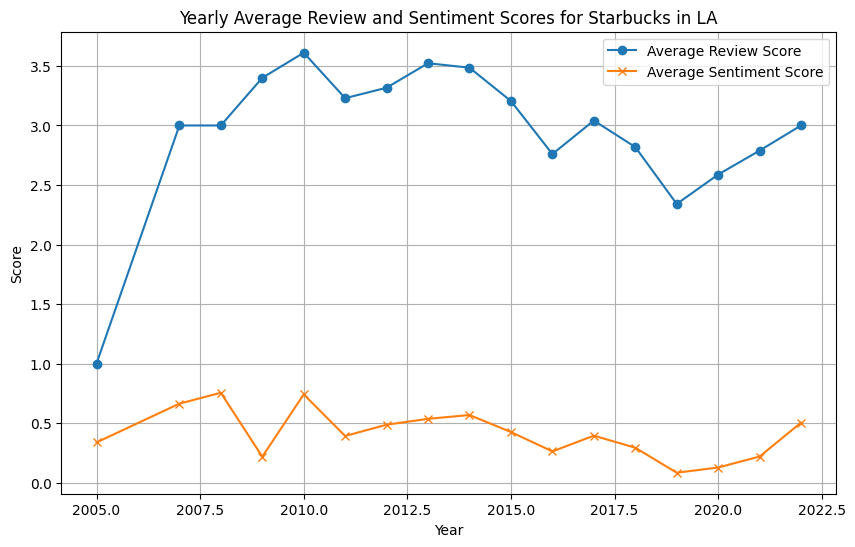 Yearly Average Review and Sentiment Scores for Starbucks in LA
Average Review Score
Average Sentiment Score
3.5
3.0
2.5
2.0
1.5
1.0
0.5
0.0
Score
2005.0 2007.5 2010.0 2012.5 2015.0 2017.5 2020.0 2022.5
Year